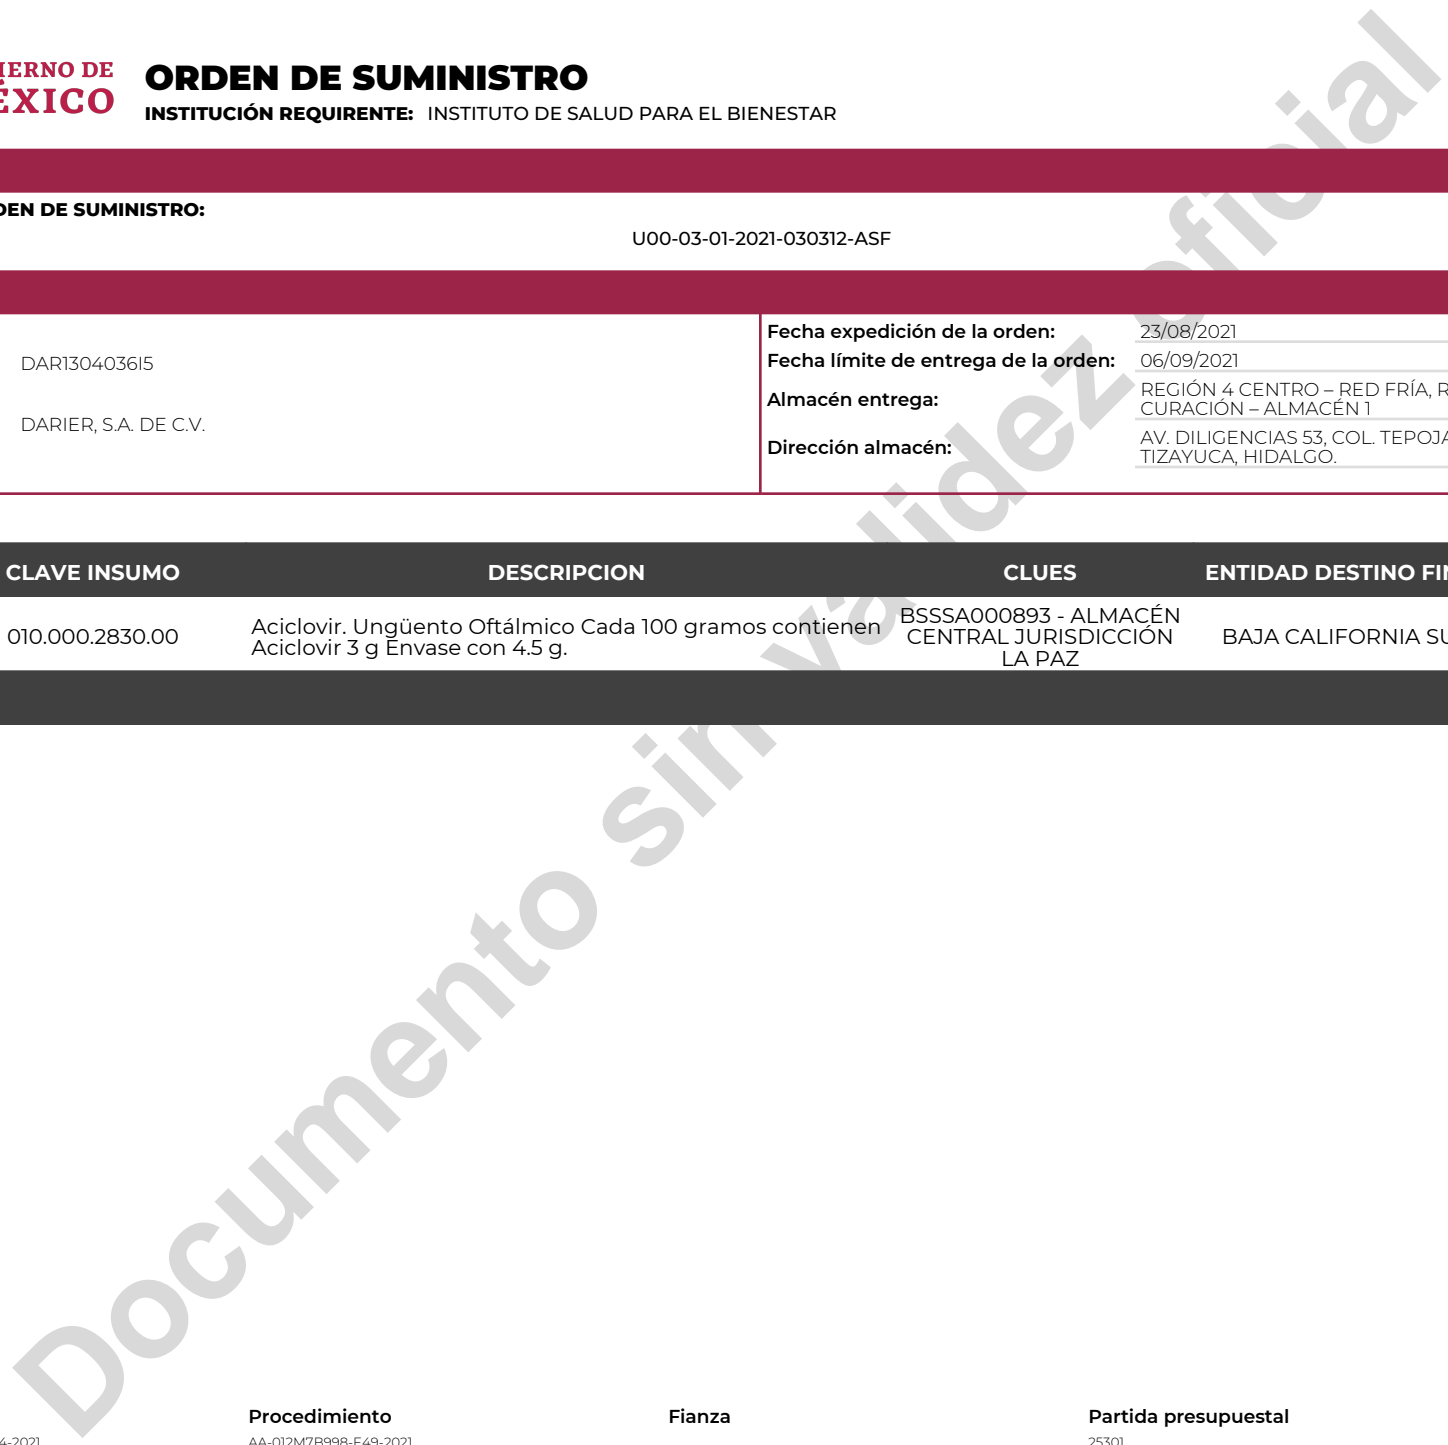 IERNO DE
ÉXICO
ORDEN DE SUMINISTRO
INSTITUCIÓN REQUIRENTE: INSTITUTO DE SALUD PARA EL BIENESTAR
DEN DE SUMINISTRO:
U00-03-01-2021-030312-ASF
DAR1304036I5
DARIER, S.A. DE C.V.
Fecha expedición de la orden: 23/08/2021
Fecha límite de entrega de la orden: 06/09/2021
Almacén entrega: REGIÓN 4 CENTRO – RED FRÍA, R
CURACIÓN – ALMACÉN 1
Dirección almacén: AV. DILIGENCIAS 53, COL. TEPOJA
TIZAYUCA, HIDALGO.
CLAVE INSUMO DESCRIPCION CLUES ENTIDAD DESTINO FIN
010.000.2830.00
Aciclovir. Ungüento Oftálmico Cada 100 gramos contienen
Aciclovir 3 g Envase con 4.5 g.
BSSSA000893 - ALMACÉN
CENTRAL JURISDICCIÓN
LA PAZ
BAJA CALIFORNIA SU
Documento sin validez oficial
Procedimiento Fianza Partida presupuestal
4-2021 AA-012M7B998-E49-2021 25301